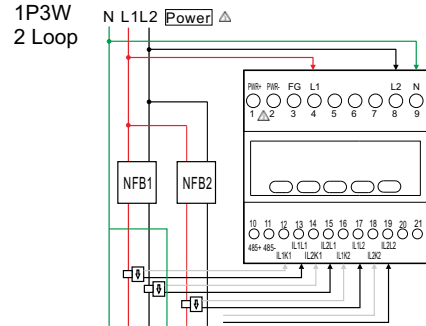 1P3W
2 Loop
N L1 L2 Power
PWR+ PWR- FG L1 L2 N
1 2 3 4 5 6 7 8 9
NFB1 NFB2
10 11 12 13 14 15 16 17 18 19 20 21
485+ 485- IL1L1 IL2L1 IL1L2 IL2L2
IL1K1 IL2K1 IL1K2 IL2K2